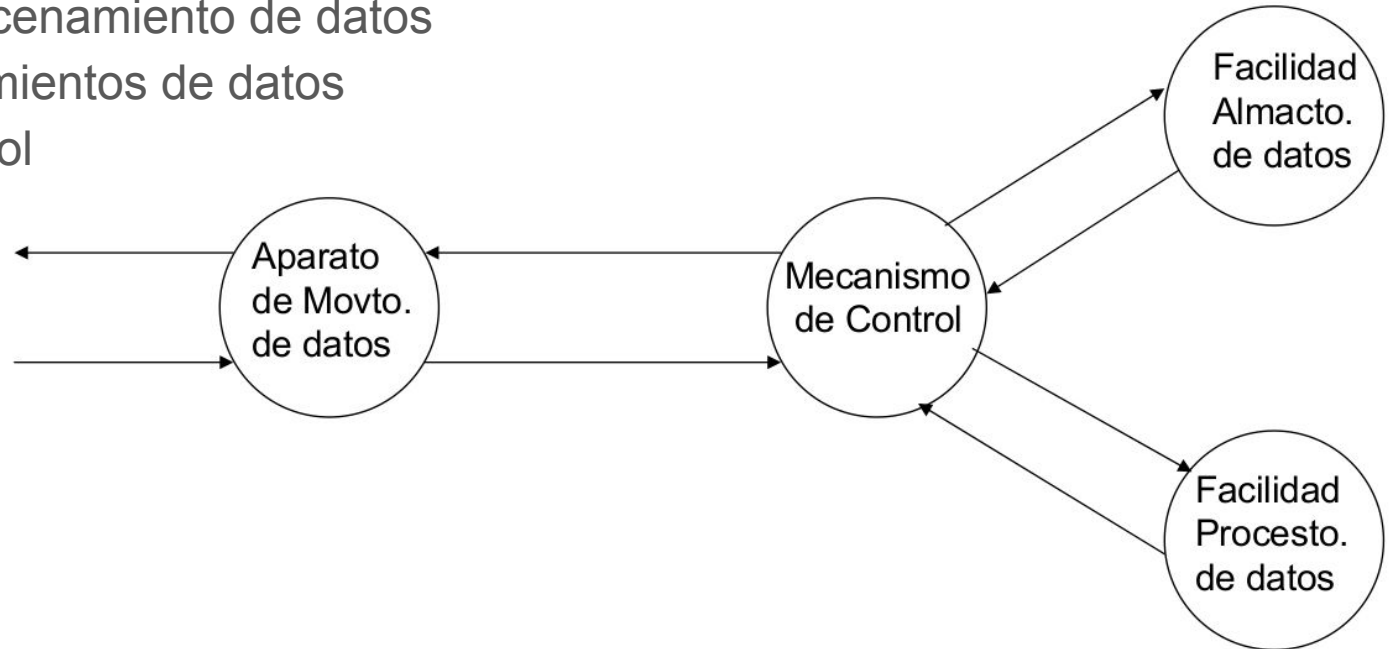 cenamiento de datos
mientos de datos
ol
Facilidad
Almacto.
de datos
Aparato
de Movto.
de datos
Mecanismo
de Control
Facilidad
Procesto.
de datos